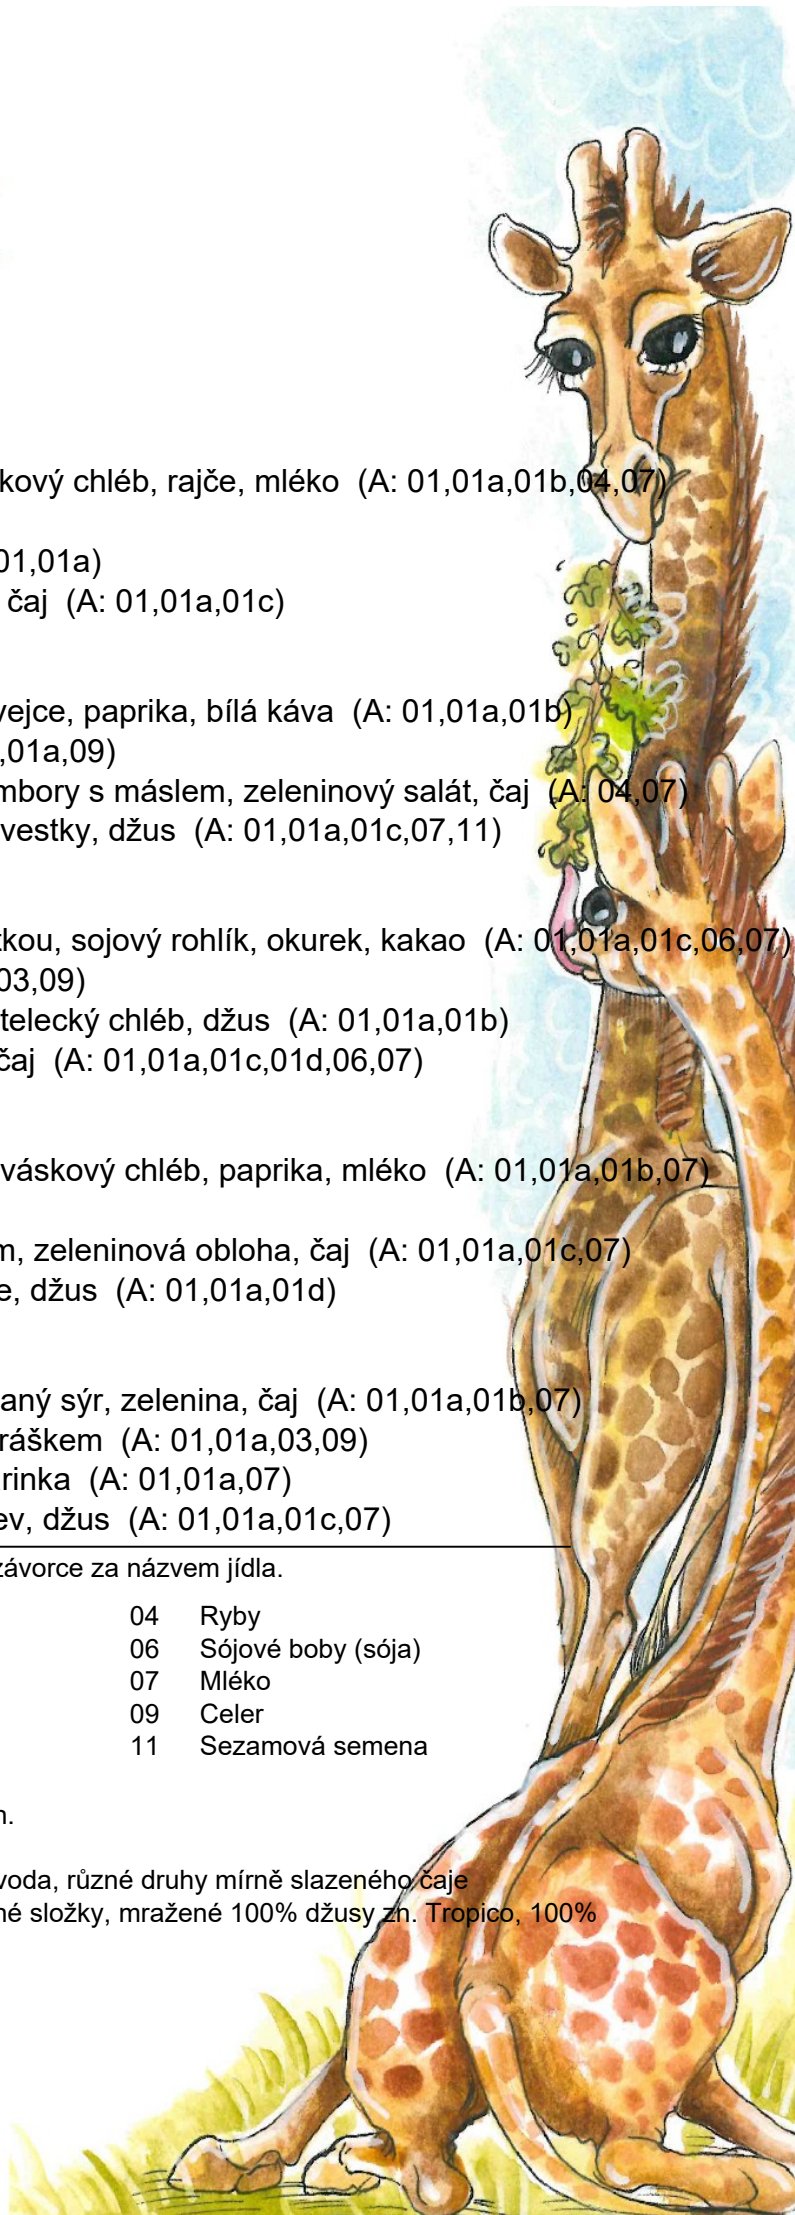 kový chléb, rajče, mléko (A: 01,01a,01b,04,07)
01,01a)
čaj (A: 01,01a,01c)
vejce, paprika, bílá káva (A: 01,01a,01b)
,01a,09)
mbory s máslem, zeleninový salát, čaj (A: 04,07)
vestky, džus (A: 01,01a,01c,07,11)
tkou, sojový rohlík, okurek, kakao (A: 01,01a,01c,06,07)
03,09)
telecký chléb, džus (A: 01,01a,01b)
čaj (A: 01,01a,01c,01d,06,07)
váskový chléb, paprika, mléko (A: 01,01a,01b,07)
m, zeleninová obloha, čaj (A: 01,01a,01c,07)
e, džus (A: 01,01a,01d)
aný sýr, zelenina, čaj (A: 01,01a,01b,07)
ráškem (A: 01,01a,03,09)
rinka (A: 01,01a,07)
ev, džus (A: 01,01a,01c,07)
závorce za názvem jídla.
04 Ryby
06 Sójové boby (sója)
07 Mléko
09 Celer
11 Sezamová semena
n.
voda, různé druhy mírně slazeného čaje
né složky, mražené 100% džusy zn. Tropico, 100%